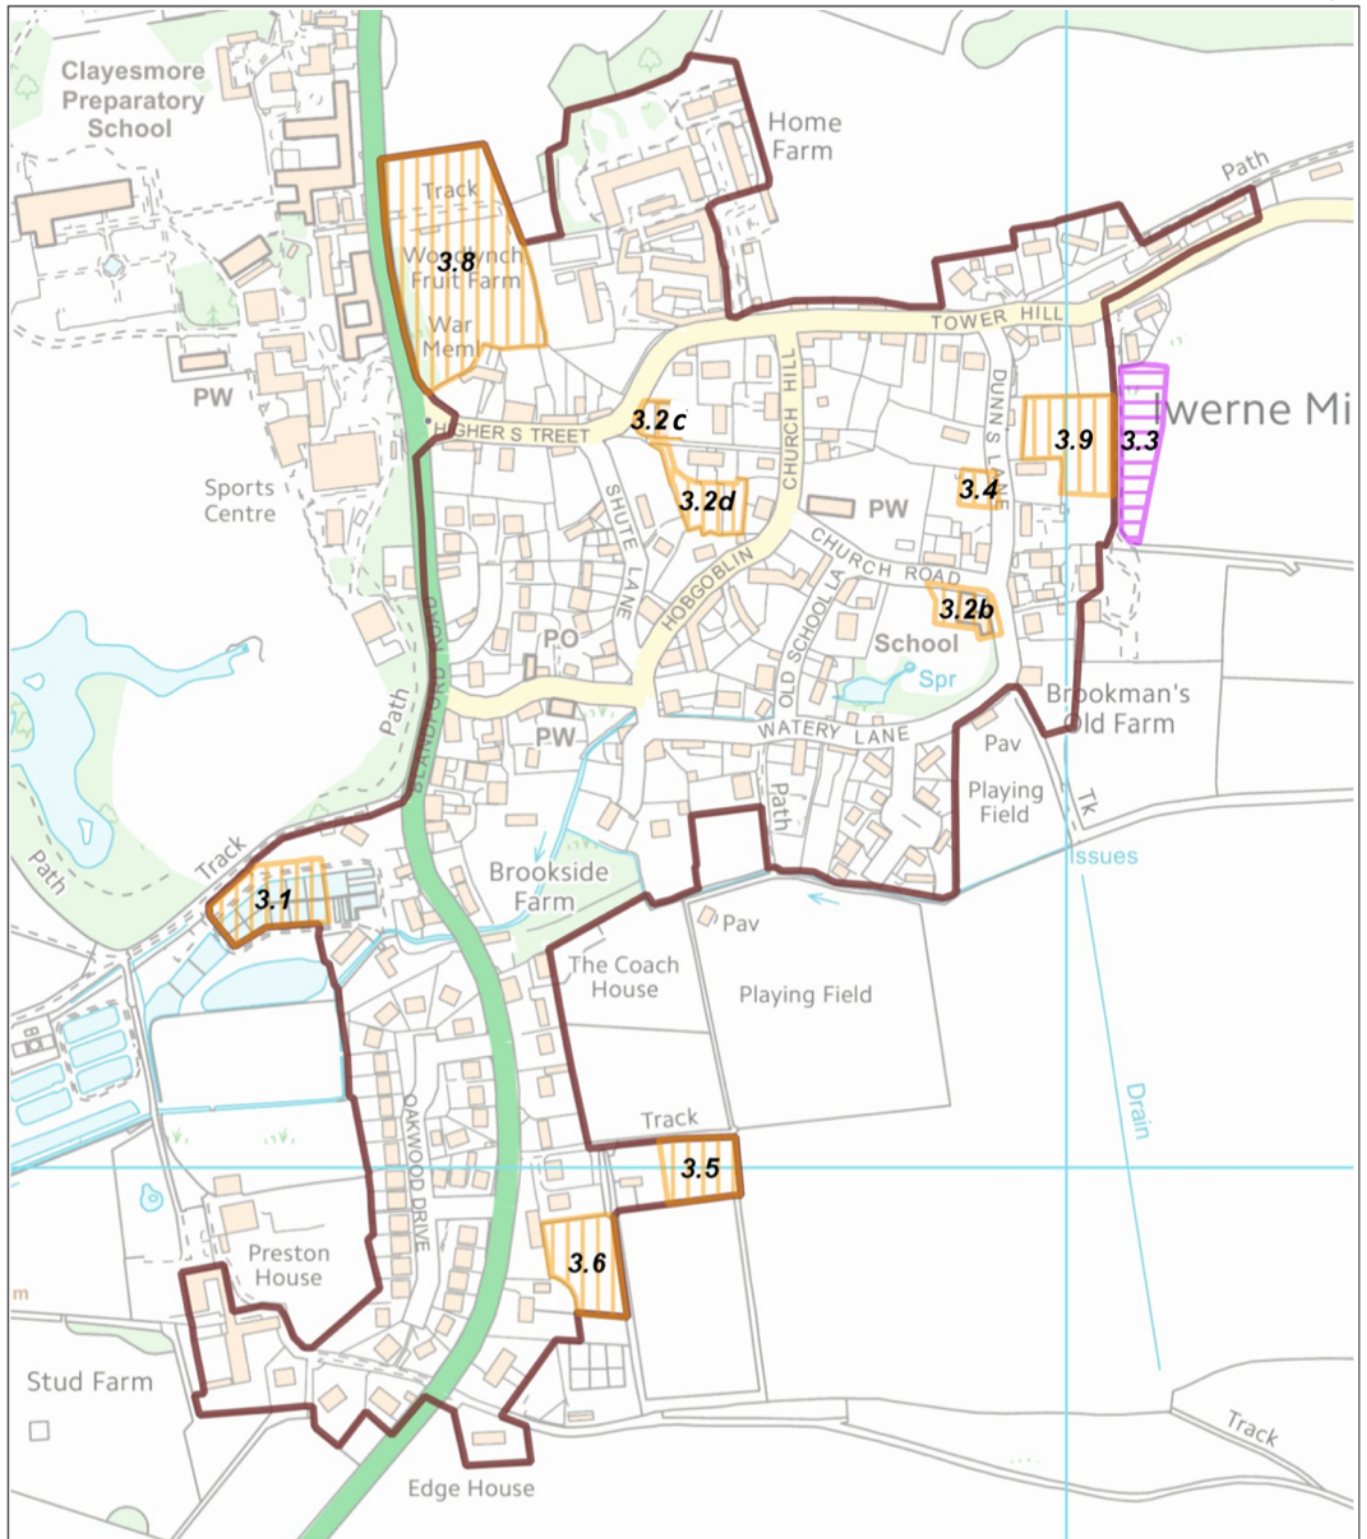 Clayesmore
Preparatory
School
Home
Farm
Path
Track
Woodlynch
Fruit Farm
3.8
War
Meml
TOWER HILL
PW
HIGHER STREET
3.2c
CHURCH HILL
DUNNS LANE
Iwerne Mi
3.9
3.3
Sports
Centre
SHUTE LANE
3.2d
PW
3.4
CHURCH ROAD
HOBGOBLIN
OLD SCHOOL LA
3.2b
School
PO
Spr
BLANDFORD ROAD
Path
PW
WATERY LANE
Brookman's
Old Farm
Pav
Playing
Field
Path
Tk
Issues
Track
Path
3.1
Brookside
Farm
Pav
The Coach
House
Playing Field
Drain
Track
OAKWOOD DRIVE
3.5
3.6
Preston
House
m
Stud Farm
Track
Edge House